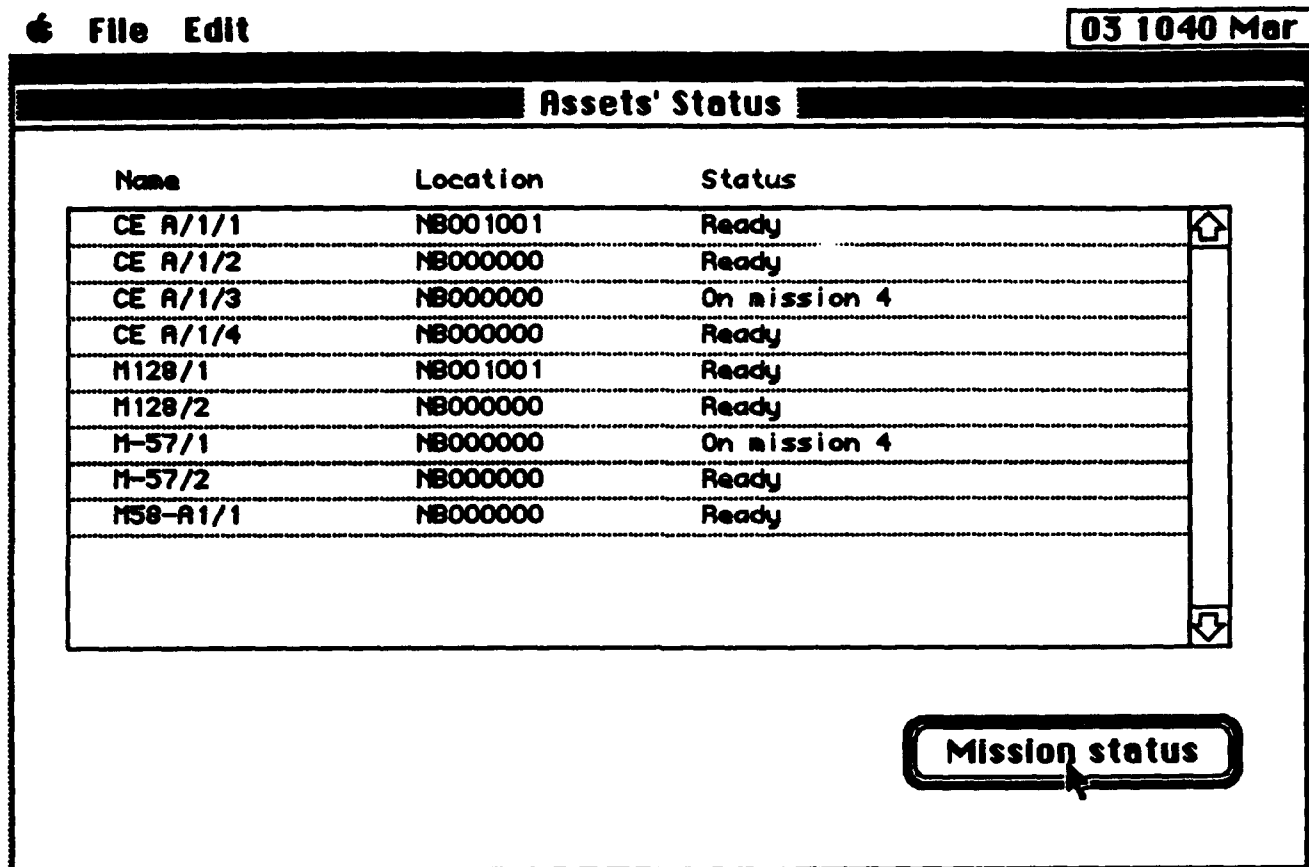 File Edit 03 1040 Mar
Assets' Status
Name Location Status
CE A/1/1 NB001001 Ready
CE A/1/2 NB000000 Ready
CE A/1/3 NB000000 On mission 4
CE A/1/4 NB000000 Ready
M128/1 NB001001 Ready
M128/2 NB000000 Ready
M-57/1 NB000000 On mission 4
M-57/2 NB000000 Ready
M58-A1/1 NB000000 Ready
Mission status